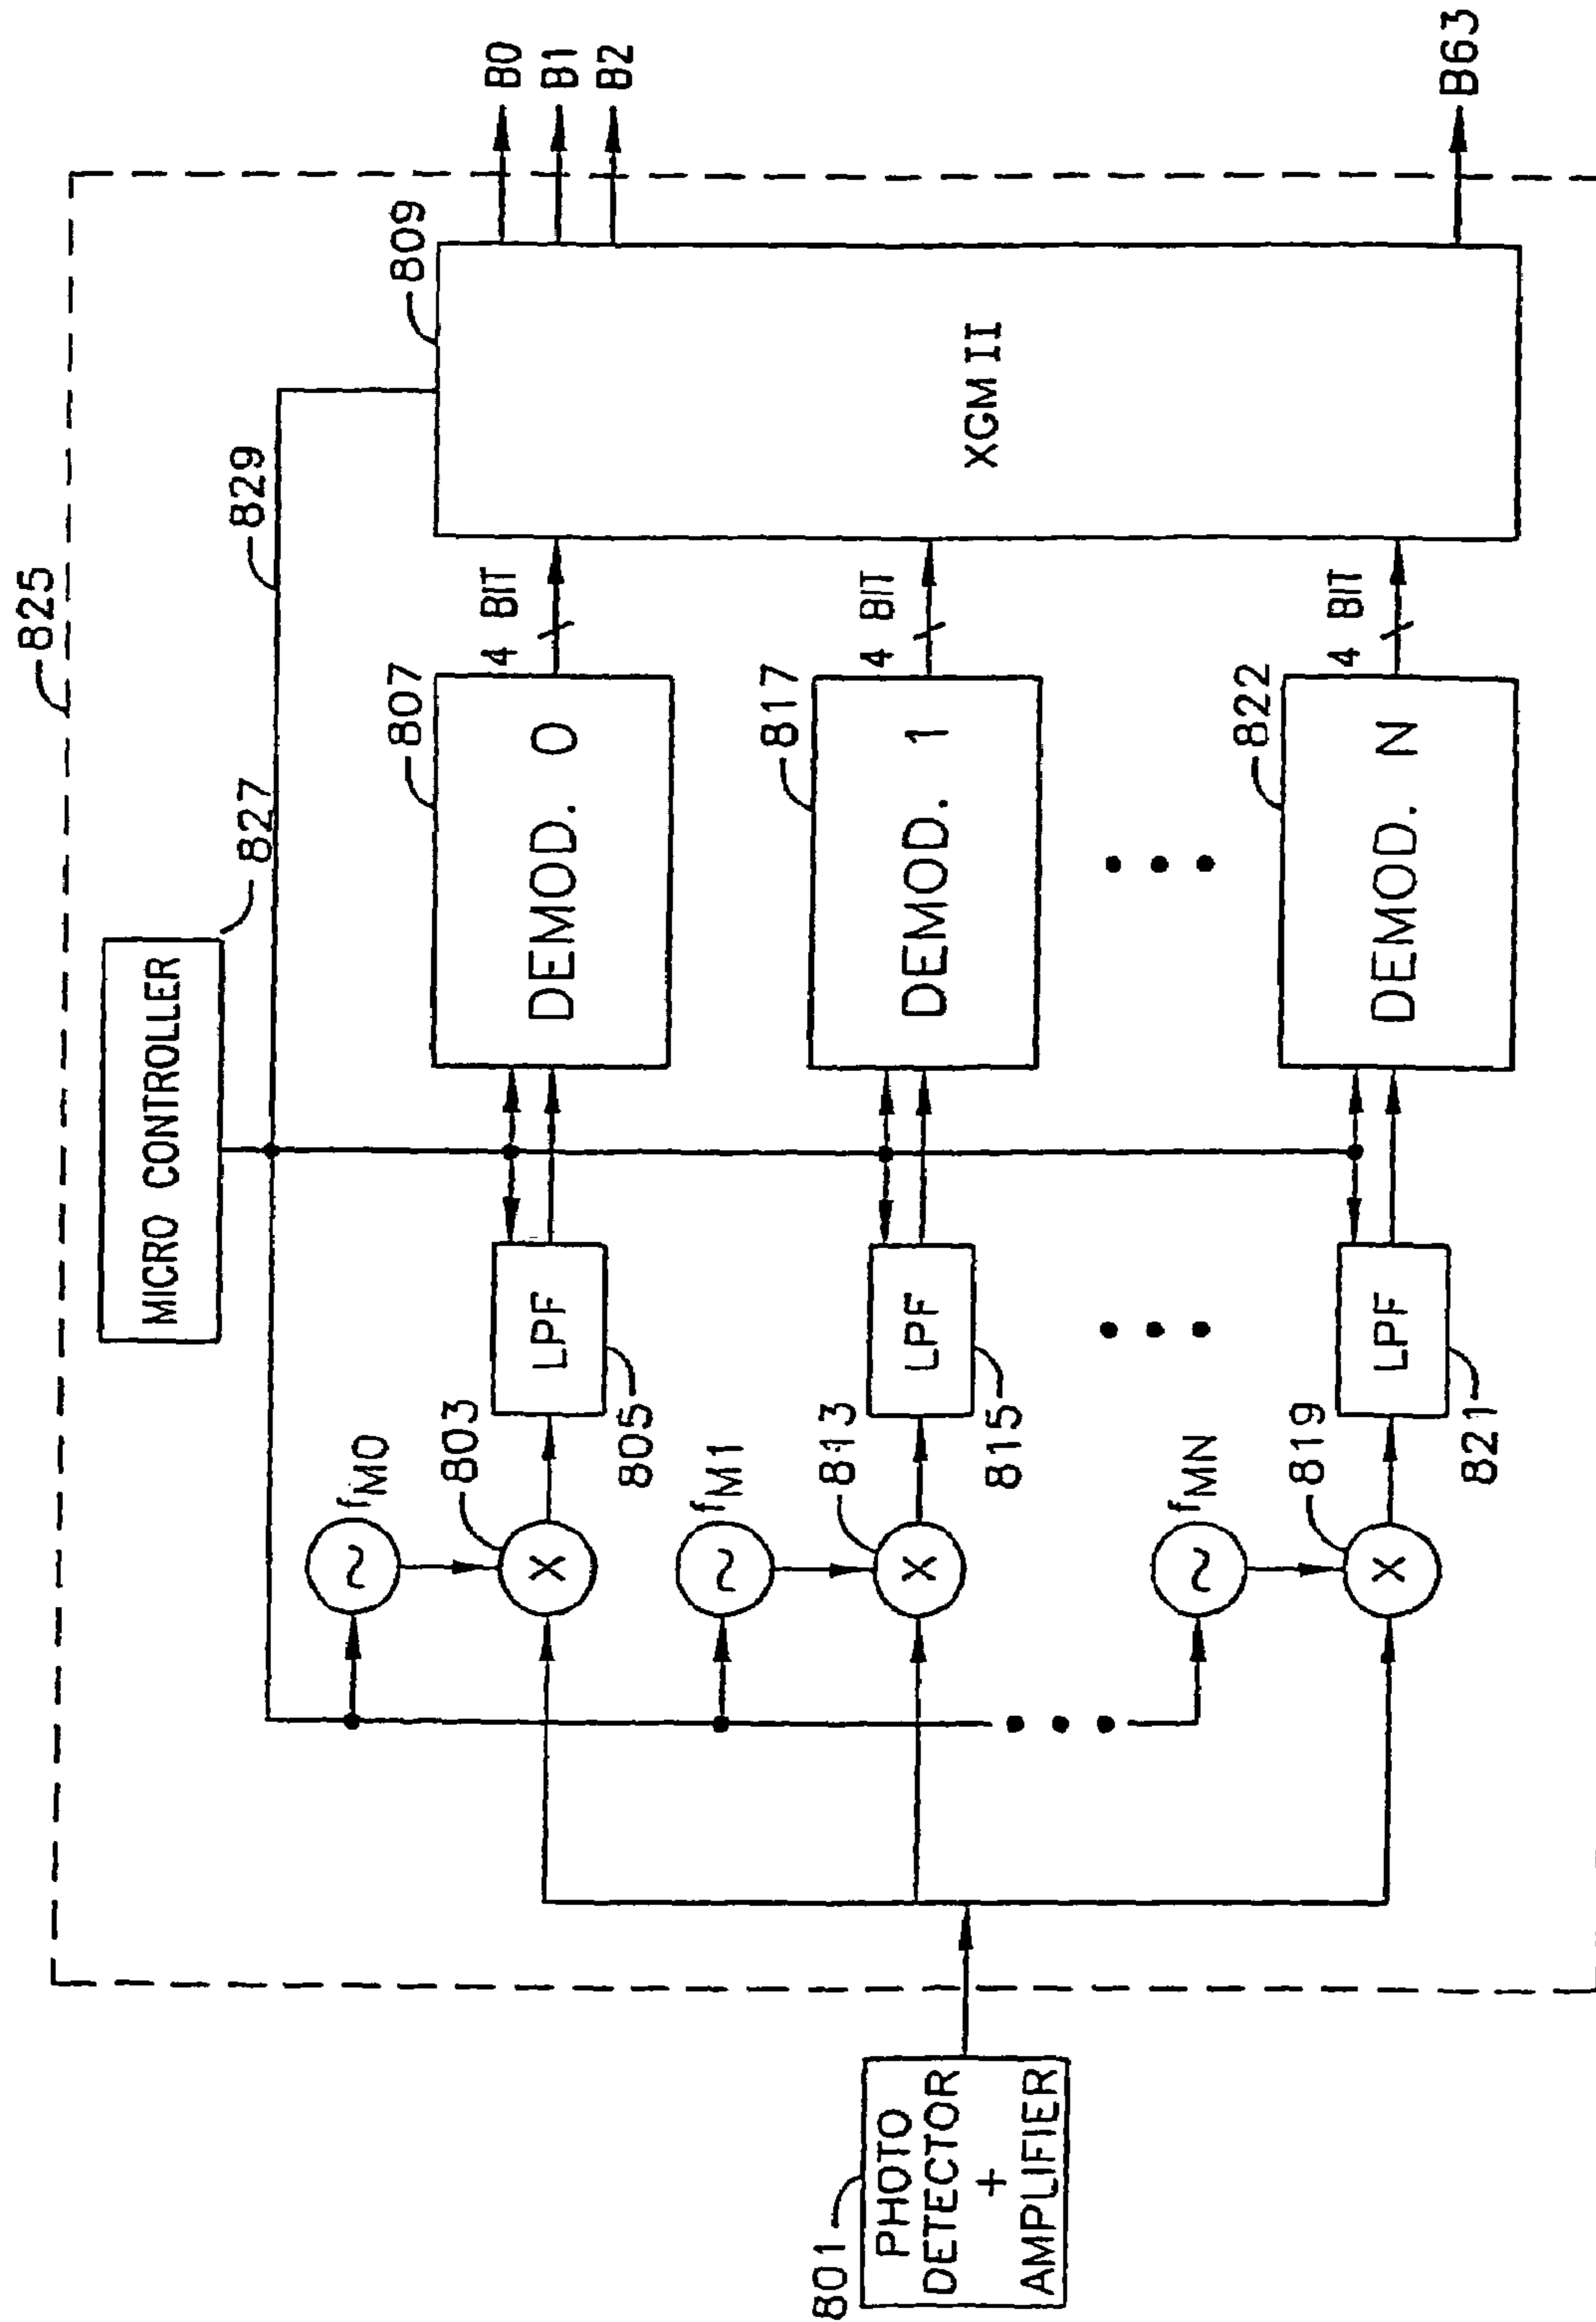 825
MICRO CONTROLLER
827
829
809
B0
B1
B2
B63
XGMII
fM0
803
LPF
805
DEMOD. 0
807
4 BIT
fM1
813
LPF
815
DEMOD. 1
817
4 BIT
fMN
819
LPF
821
DEMOD. N
822
4 BIT
801
PHOTO
DETECTOR
+
AMPLIFIER
X
X
X